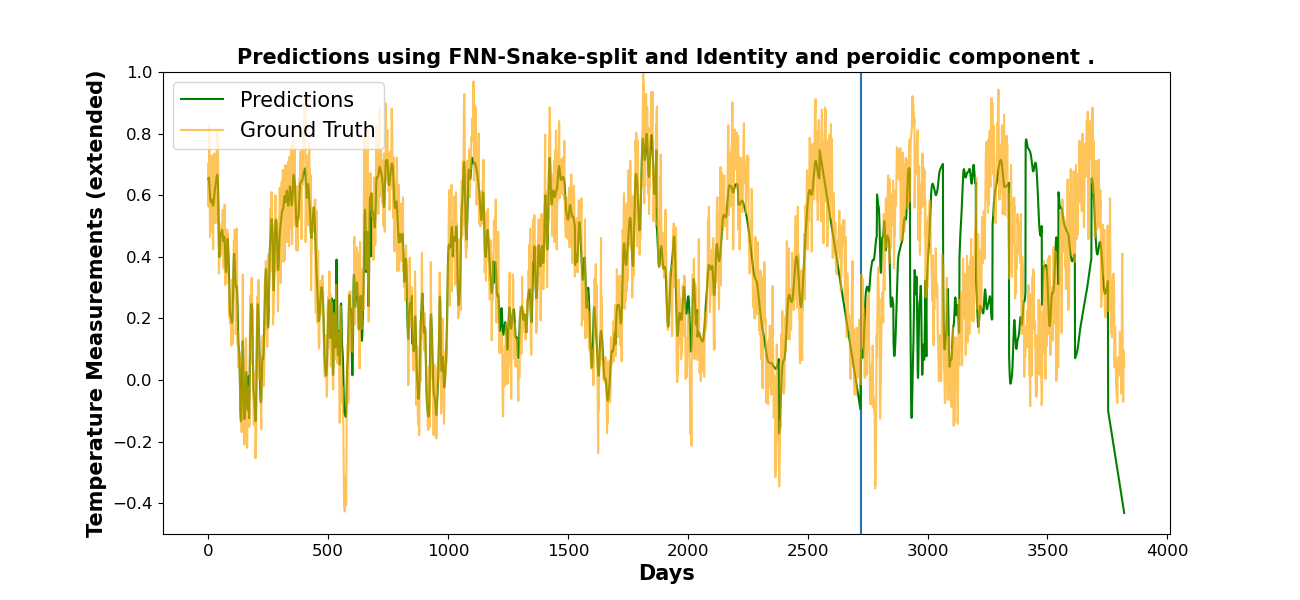 Predictions using FNN-Snake-split and Identity and peroidic component .
Temperature Measurements (extended)
1.0
0.8
0.6
0.4
0.2
0.0
−0.2
−0.4
Predictions
Ground Truth
0 500 1000 1500 2000 2500 3000 3500 4000
Days